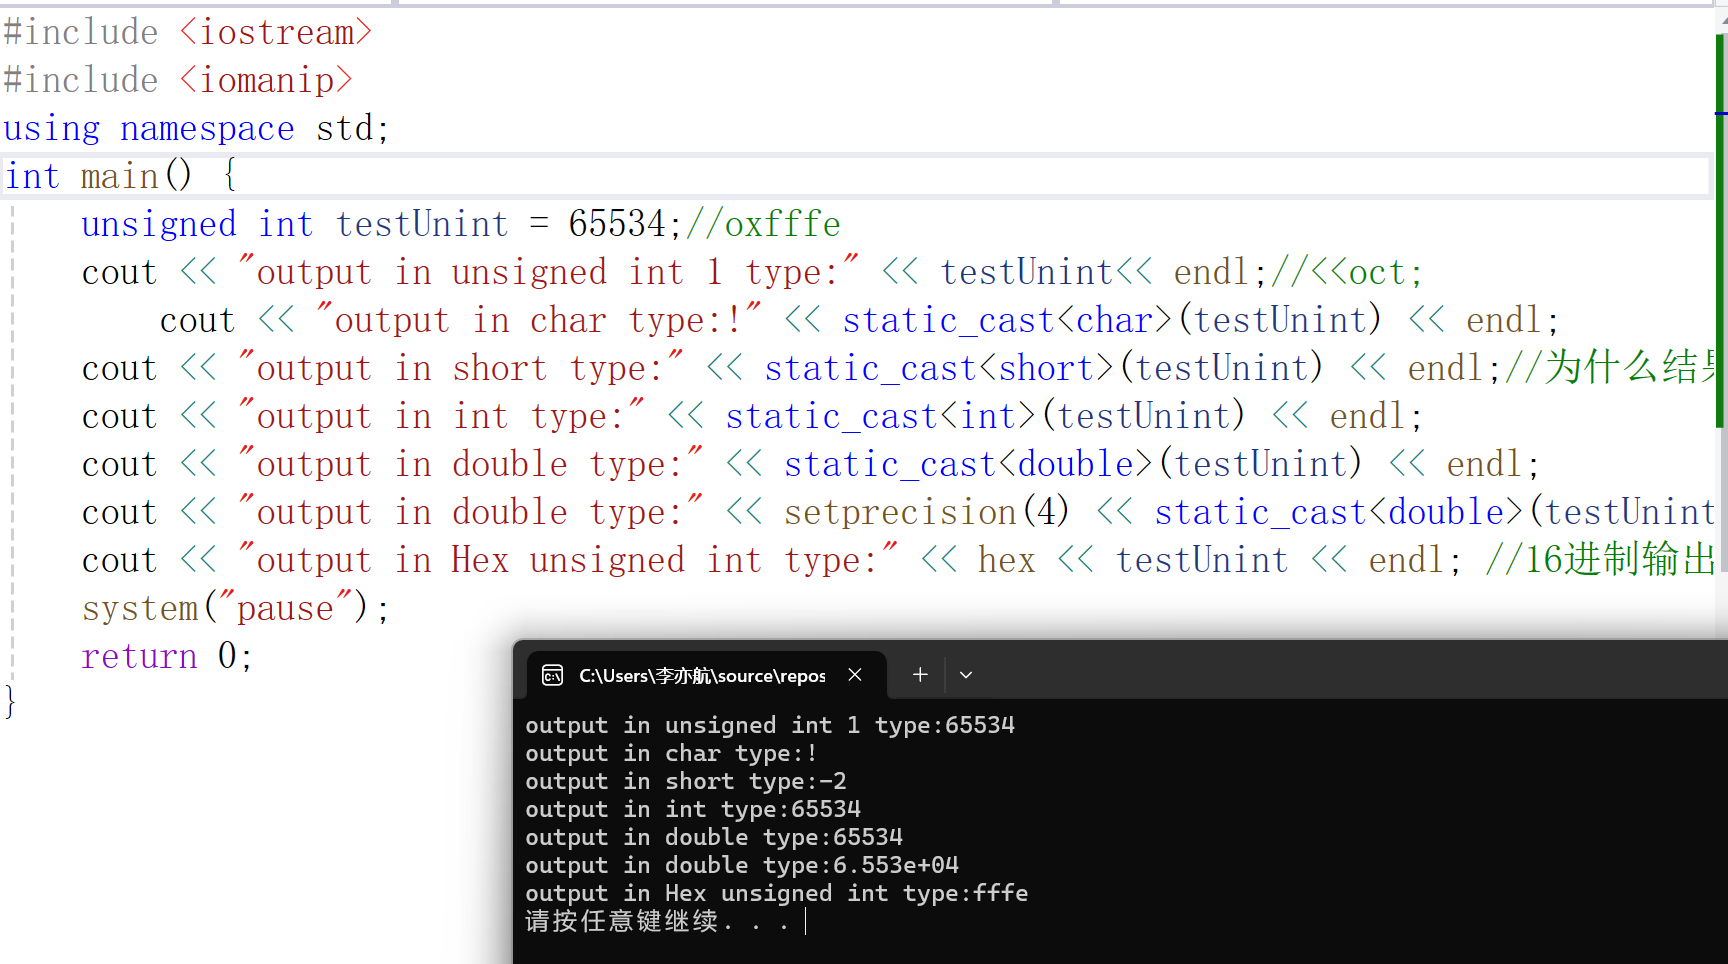 #include <iostream>
#include <iomanip>
using namespace std;
int main() {
    unsigned int testUnint = 65534;//oxfffe
    cout << "output in unsigned int 1 type:" << testUnint<< endl;//<<oct;
        cout << "output in char type:!" << static_cast<char>(testUnint) << endl;
    cout << "output in short type:" << static_cast<short>(testUnint) << endl;//为什么结果
    cout << "output in int type:" << static_cast<int>(testUnint) << endl;
    cout << "output in double type:" << static_cast<double>(testUnint) << endl;
    cout << "output in double type:" << setprecision(4) << static_cast<double>(testUnint
    cout << "output in Hex unsigned int type:" << hex << testUnint << endl; //16进制输出
    system("pause");
    return 0;
}
C:\Users\李亦航\source\repos
output in unsigned int 1 type:65534
output in char type:!
output in short type:-2
output in int type:65534
output in double type:65534
output in double type:6.553e+04
output in Hex unsigned int type:fffe
请按任意键继续. . .